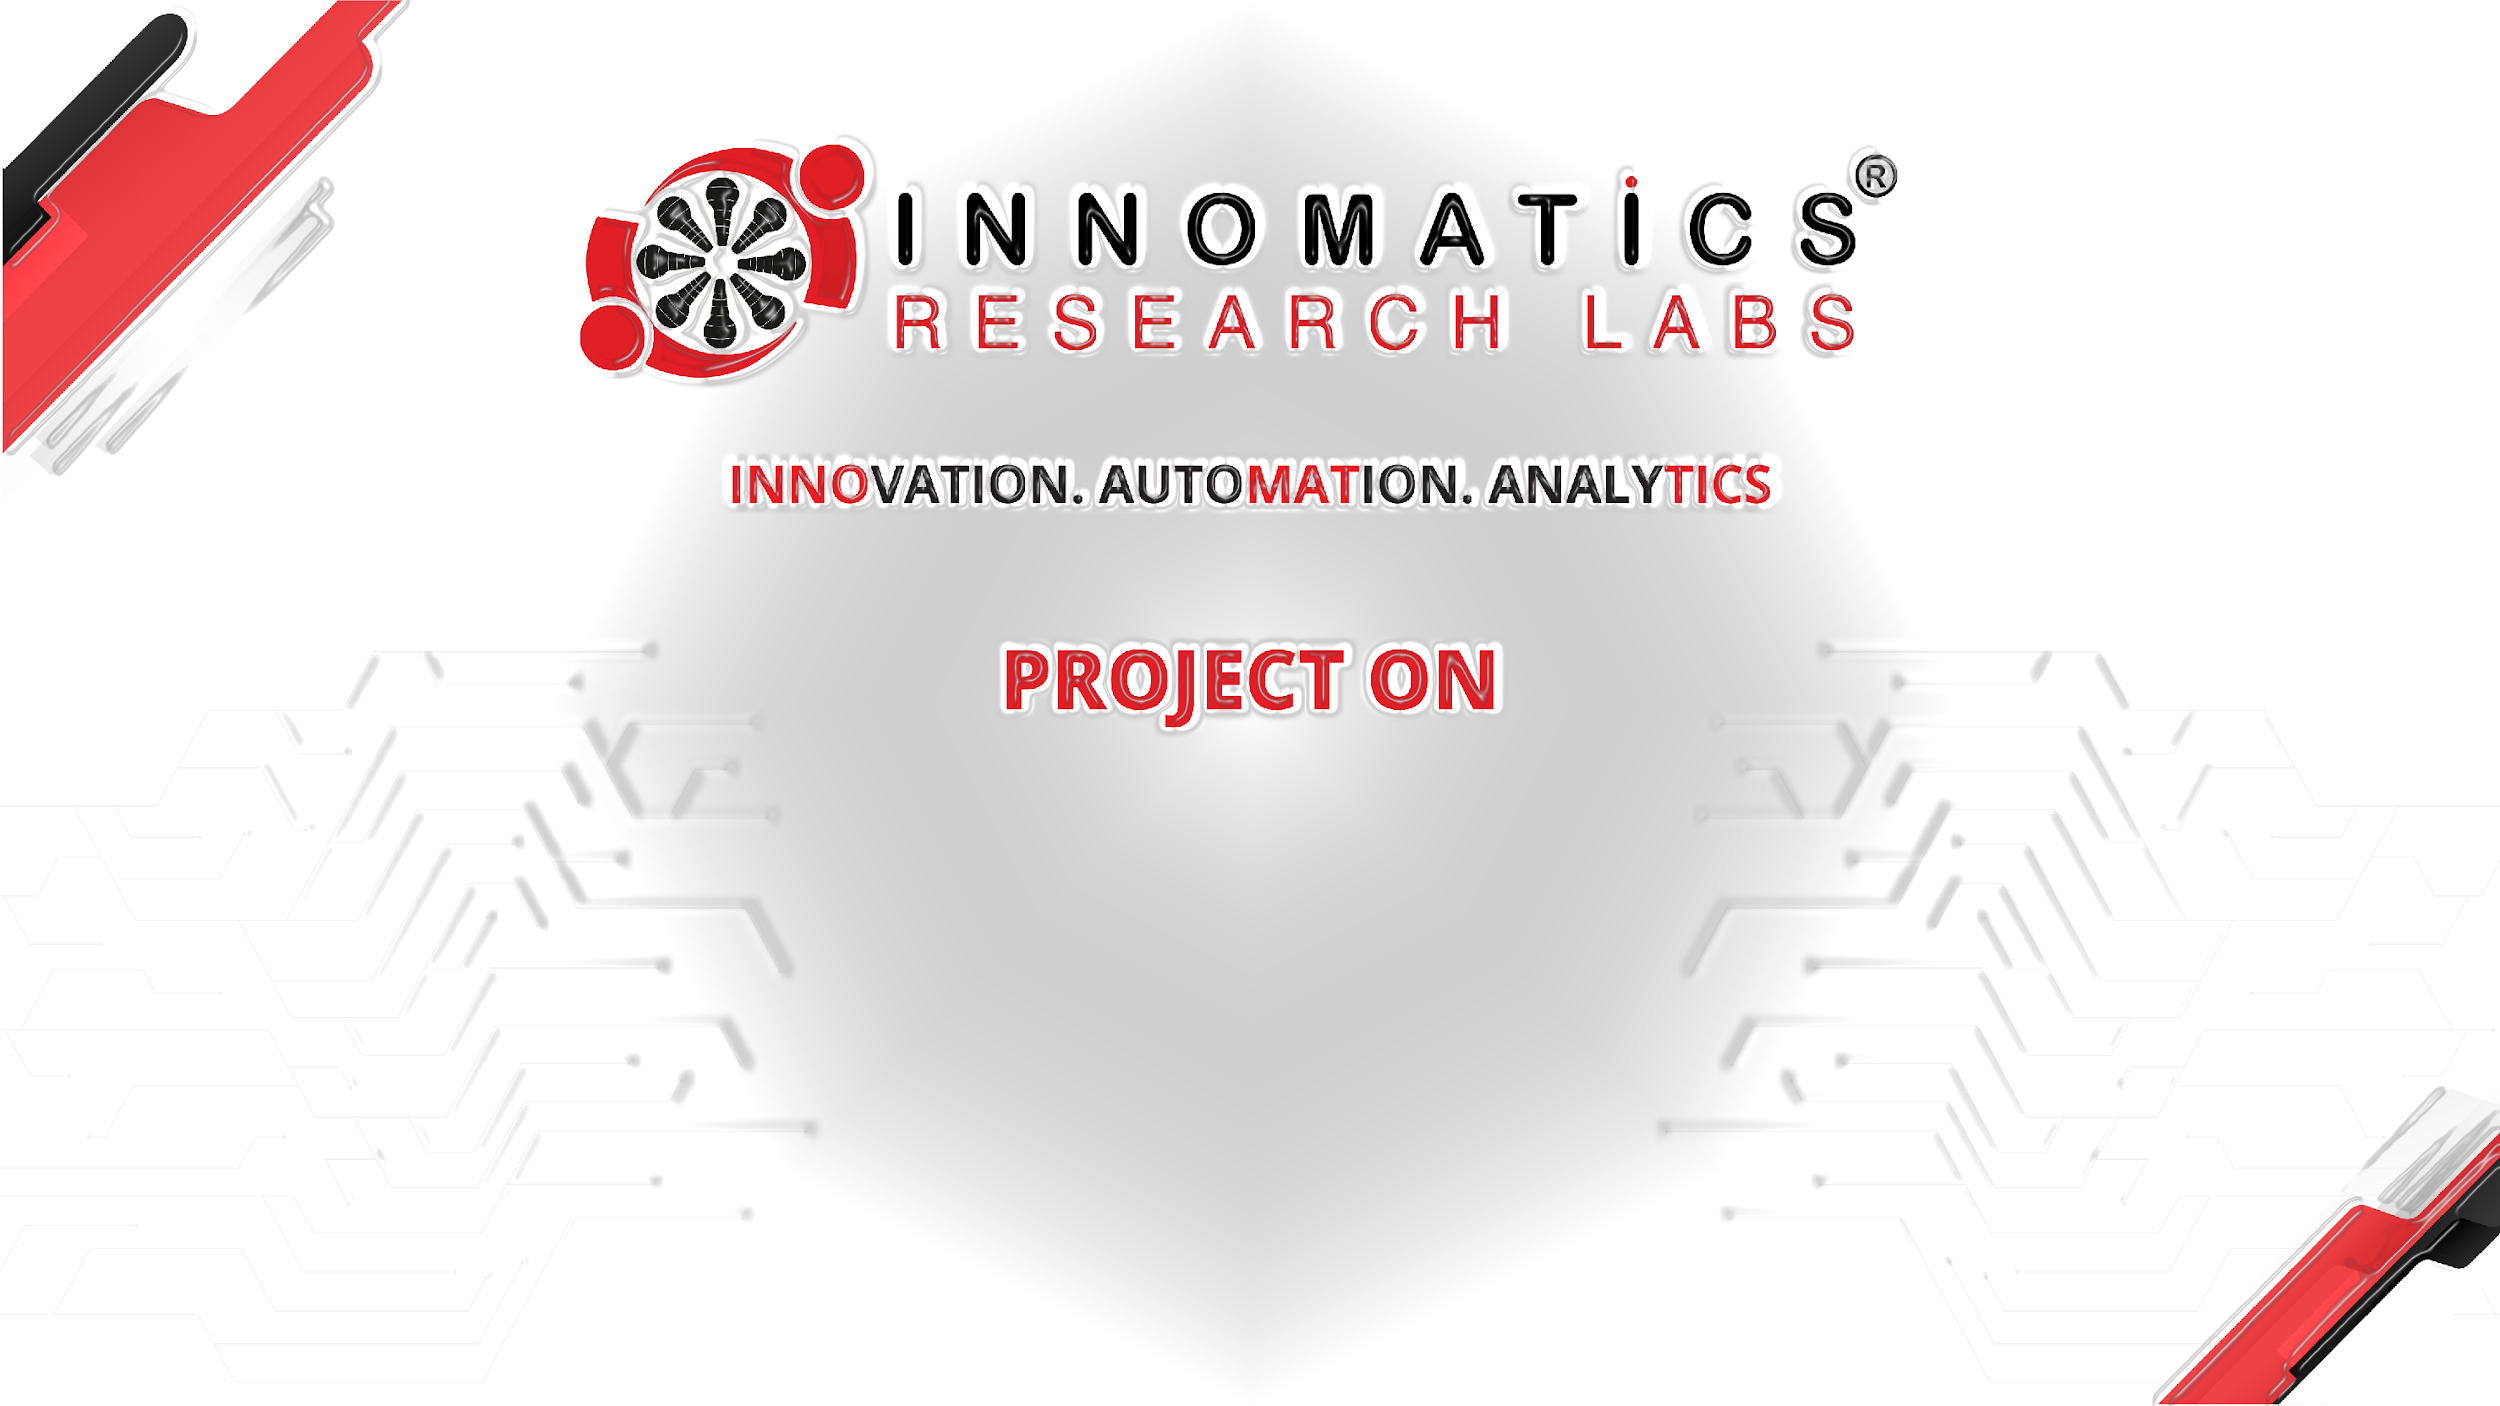 INNOMATICS®
RESEARCH LABS
INNOVATION. AUTOMATION. ANALYTICS
PROJECT ON